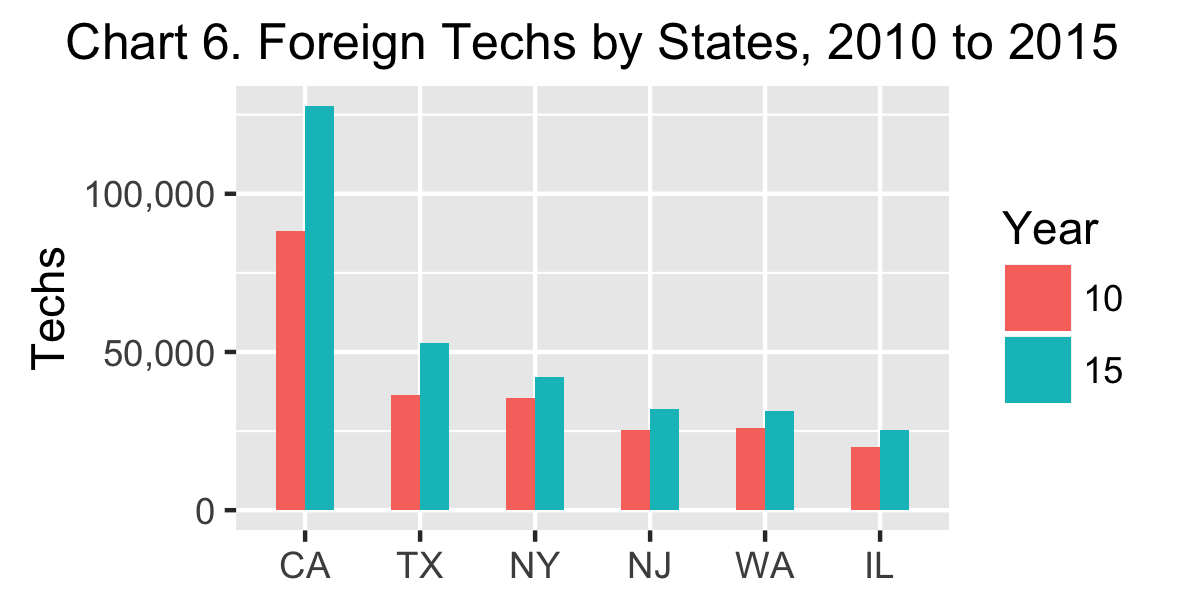 Chart 6. Foreign Techs by States, 2010 to 2015
Techs
100,000
50,000
0
CA TX NY NJ WA IL
Year
10
15